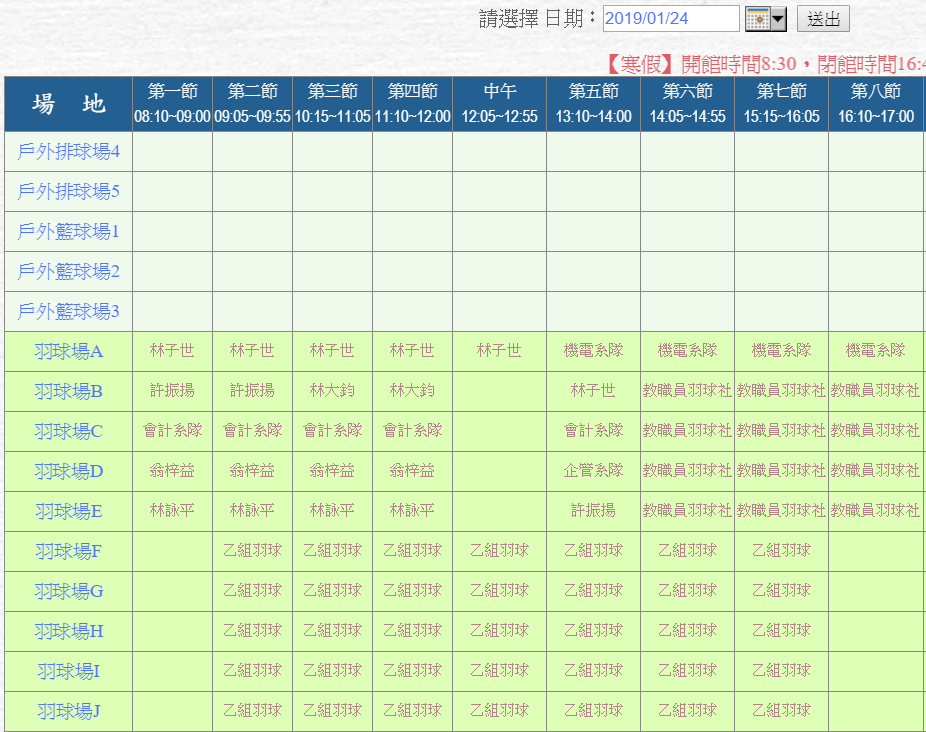 請選擇 日期：2019/01/24 送出
【寒假】開館時間8:30，閉館時間16:4
場 地 第一節 第二節 第三節 第四節 中午 第五節 第六節 第七節 第八節
08:10~09:00 09:05~09:55 10:15~11:05 11:10~12:00 12:05~12:55 13:10~14:00 14:05~14:55 15:15~16:05 16:10~17:00
戶外排球場4
戶外排球場5
戶外籃球場1
戶外籃球場2
戶外籃球場3
羽球場A 林子世 林子世 林子世 林子世 林子世 機電系隊 機電系隊 機電系隊 機電系隊
羽球場B 許振揚 許振揚 林大鈞 林大鈞 林子世 教職員羽球社 教職員羽球社 教職員羽球社
羽球場C 會計系隊 會計系隊 會計系隊 會計系隊 會計系隊 教職員羽球社 教職員羽球社 教職員羽球社
羽球場D 翁梓益 翁梓益 翁梓益 翁梓益 企管系隊 教職員羽球社 教職員羽球社 教職員羽球社
羽球場E 林詠平 林詠平 林詠平 林詠平 許振揚 教職員羽球社 教職員羽球社 教職員羽球社
羽球場F 乙組羽球 乙組羽球 乙組羽球 乙組羽球 乙組羽球 乙組羽球 乙組羽球
羽球場G 乙組羽球 乙組羽球 乙組羽球 乙組羽球 乙組羽球 乙組羽球 乙組羽球
羽球場H 乙組羽球 乙組羽球 乙組羽球 乙組羽球 乙組羽球 乙組羽球 乙組羽球
羽球場I 乙組羽球 乙組羽球 乙組羽球 乙組羽球 乙組羽球 乙組羽球 乙組羽球
羽球場J 乙組羽球 乙組羽球 乙組羽球 乙組羽球 乙組羽球 乙組羽球 乙組羽球